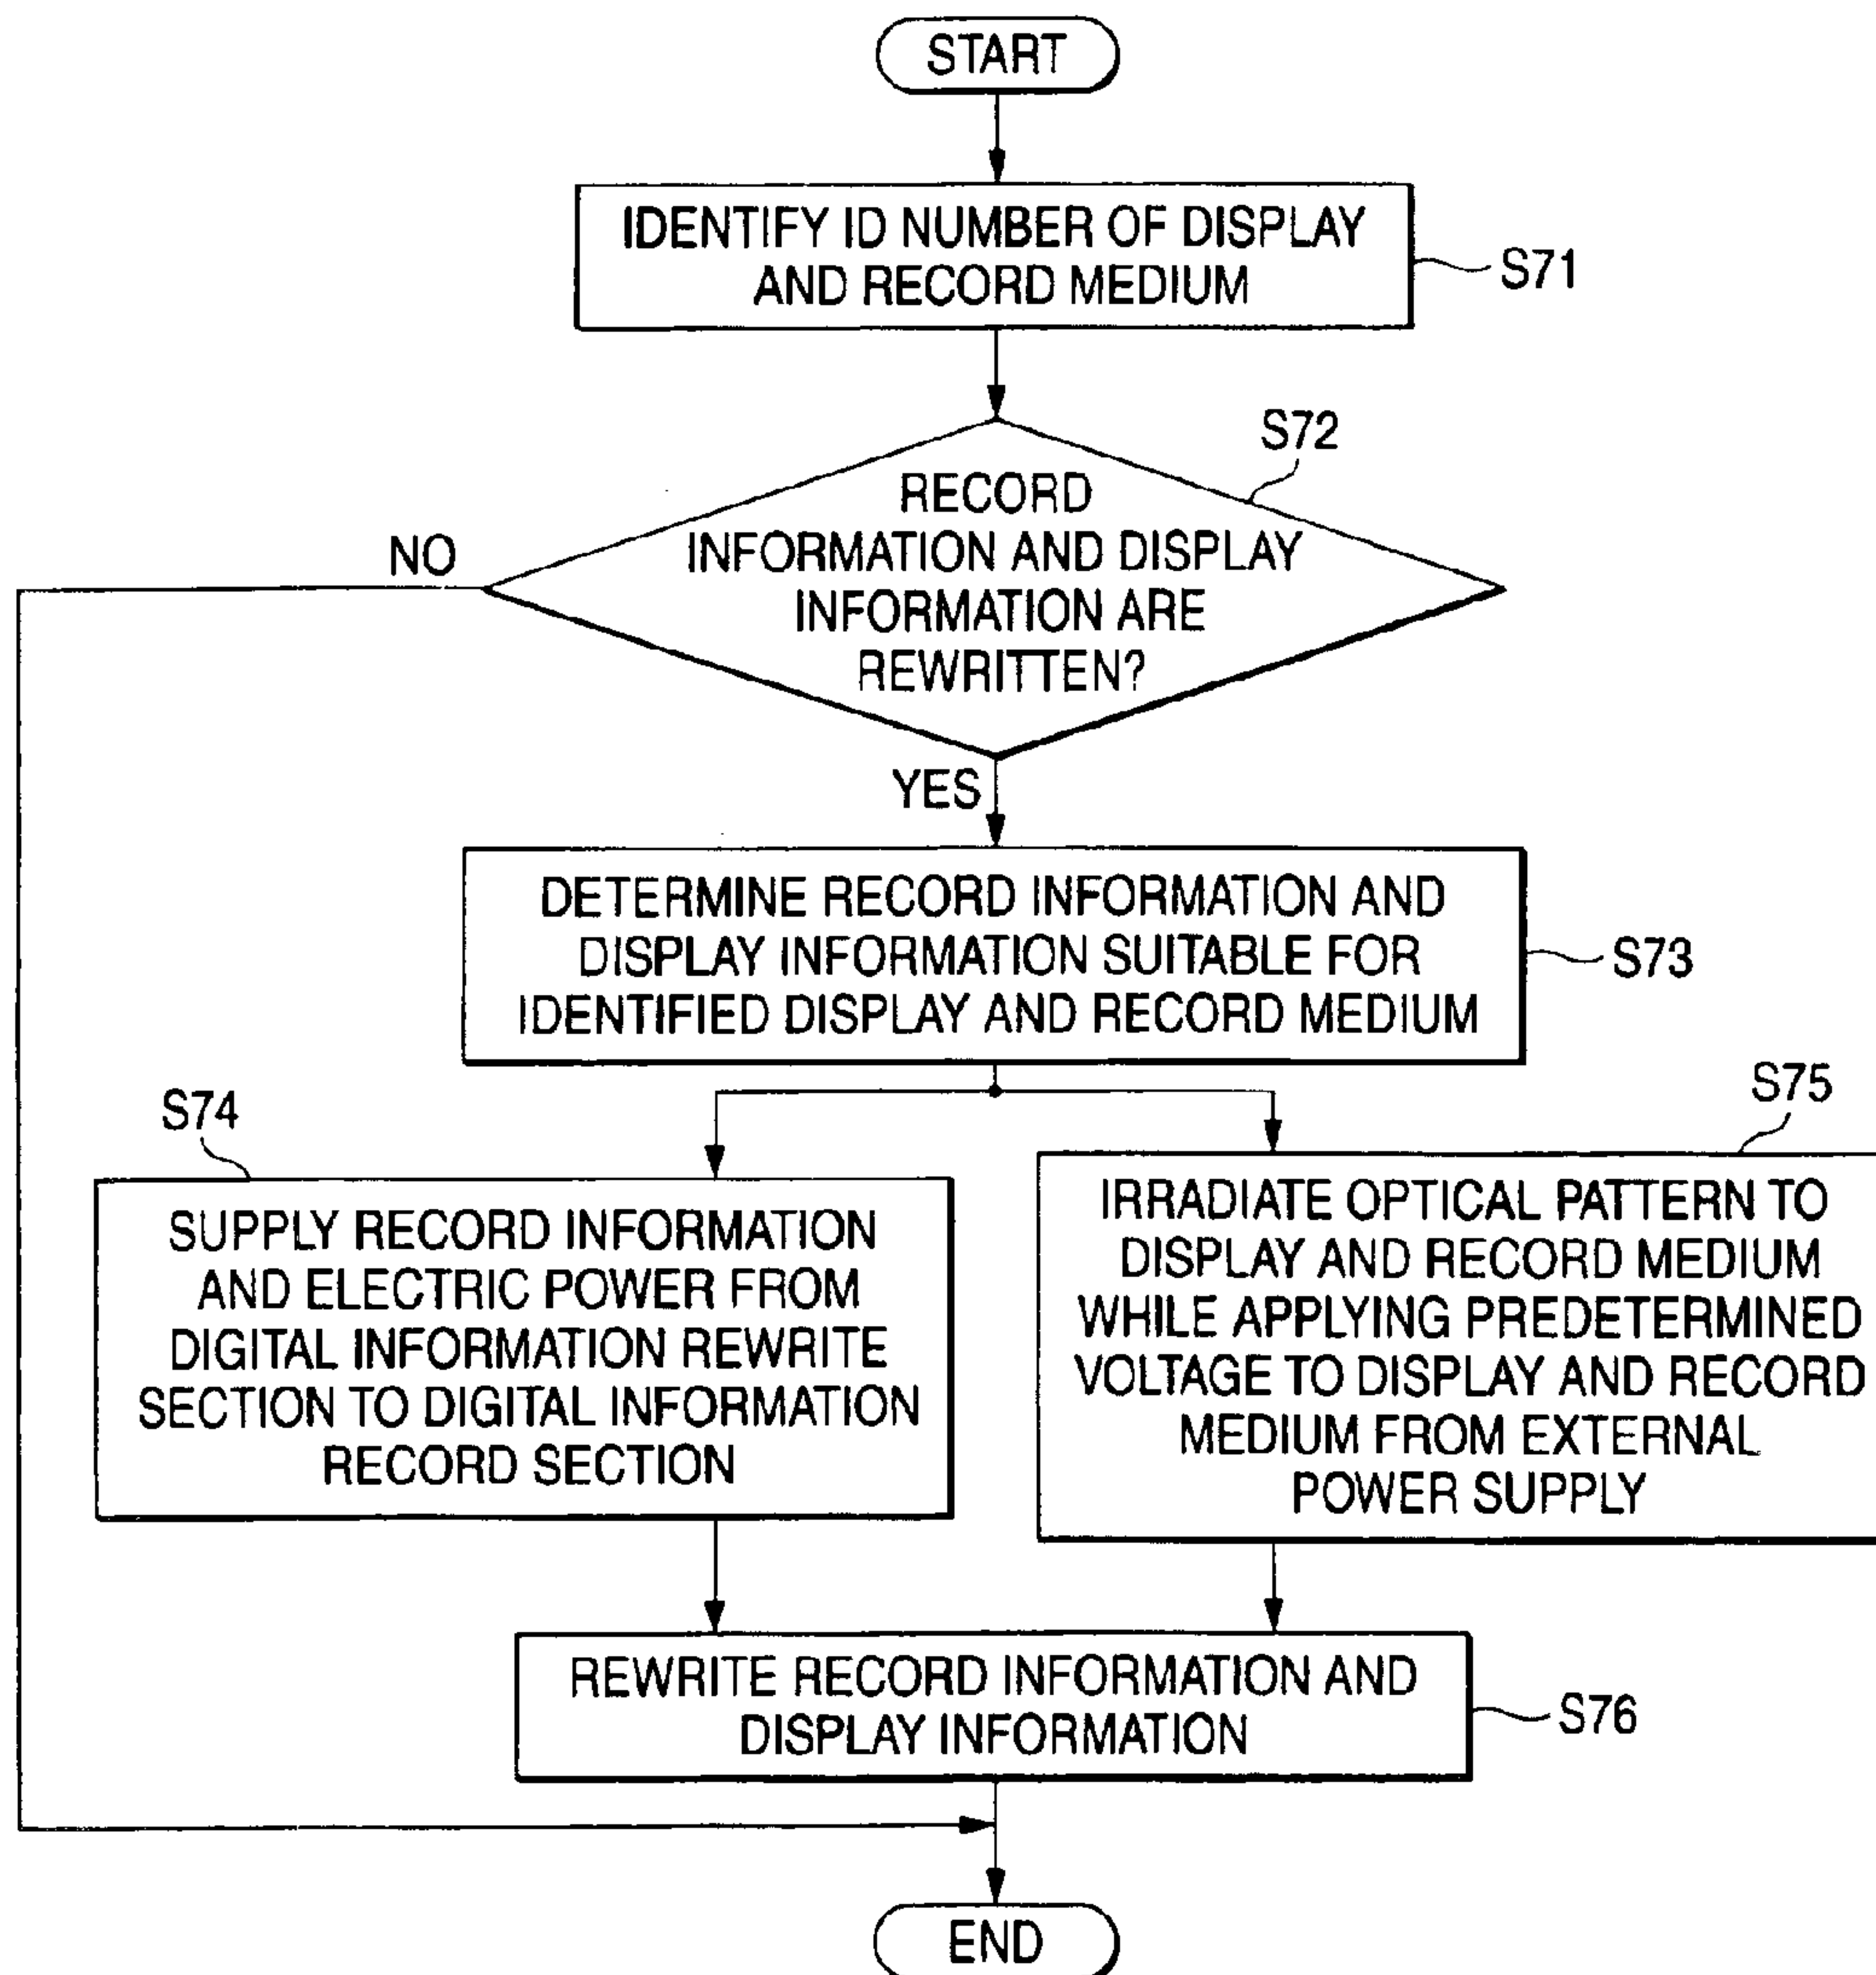 START
IDENTIFY ID NUMBER OF DISPLAY
AND RECORD MEDIUM
S71
S72
RECORD
INFORMATION AND DISPLAY
INFORMATION ARE
REWRITTEN?
NO
YES
DETERMINE RECORD INFORMATION AND
DISPLAY INFORMATION SUITABLE FOR
IDENTIFIED DISPLAY AND RECORD MEDIUM
S73
S74
SUPPLY RECORD INFORMATION
AND ELECTRIC POWER FROM
DIGITAL INFORMATION REWRITE
SECTION TO DIGITAL INFORMATION
RECORD SECTION
S75
IRRADIATE OPTICAL PATTERN TO
DISPLAY AND RECORD MEDIUM
WHILE APPLYING PREDETERMINED
VOLTAGE TO DISPLAY AND RECORD
MEDIUM FROM EXTERNAL
POWER SUPPLY
REWRITE RECORD INFORMATION AND
DISPLAY INFORMATION
S76
END